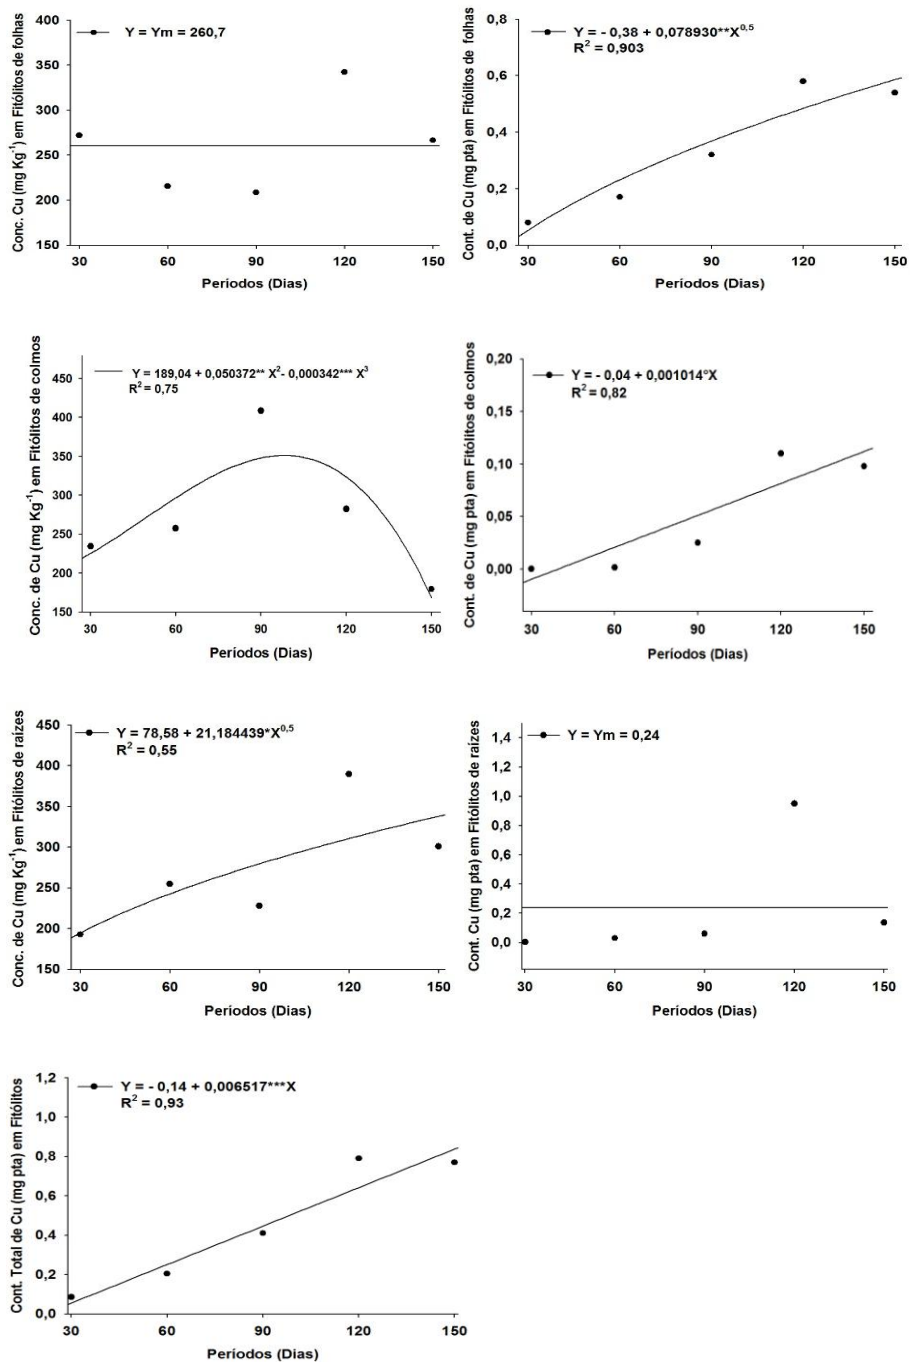 Conc. Cu (mg Kg⁻¹) em Fitólitos de folhas
400
350
300
250
200
150
Y = Ym = 260,7
30 60 90 120 150
Períodos (Dias)
Cont. de Cu (mg pta) em Fitólitos de folhas
0,8
0,6
0,4
0,2
0,0
Y = - 0,38 + 0,078930**X^0,5
R² = 0,903
30 60 90 120 150
Períodos (Dias)
Conc. de Cu (mg Kg⁻¹) em Fitólitos de colmos
450
400
350
300
250
200
150
Y = 189,04 + 0,050372** X² - 0,000342*** X³
R² = 0,75
30 60 90 120 150
Períodos (Dias)
Cont. de Cu (mg pta) em Fitólitos de colmos
0,20
0,15
0,10
0,05
0,00
Y = - 0,04 + 0,001014°X
R² = 0,82
30 60 90 120 150
Períodos (Dias)
Conc. de Cu (mg Kg⁻¹) em Fitólitos de raízes
450
400
350
300
250
200
150
Y = 78,58 + 21,184439*X^0,5
R² = 0,55
30 60 90 120 150
Períodos (Dias)
Cont. Cu (mg pta) em Fitólitos de raízes
1,4
1,2
1,0
0,8
0,6
0,4
0,2
0,0
Y = Ym = 0,24
30 60 90 120 150
Períodos (Dias)
Cont. Total de Cu (mg pta) em Fitólitos
1,2
1,0
0,8
0,6
0,4
0,2
0,0
Y = - 0,14 + 0,006517***X
R² = 0,93
30 60 90 120 150
Períodos (Dias)